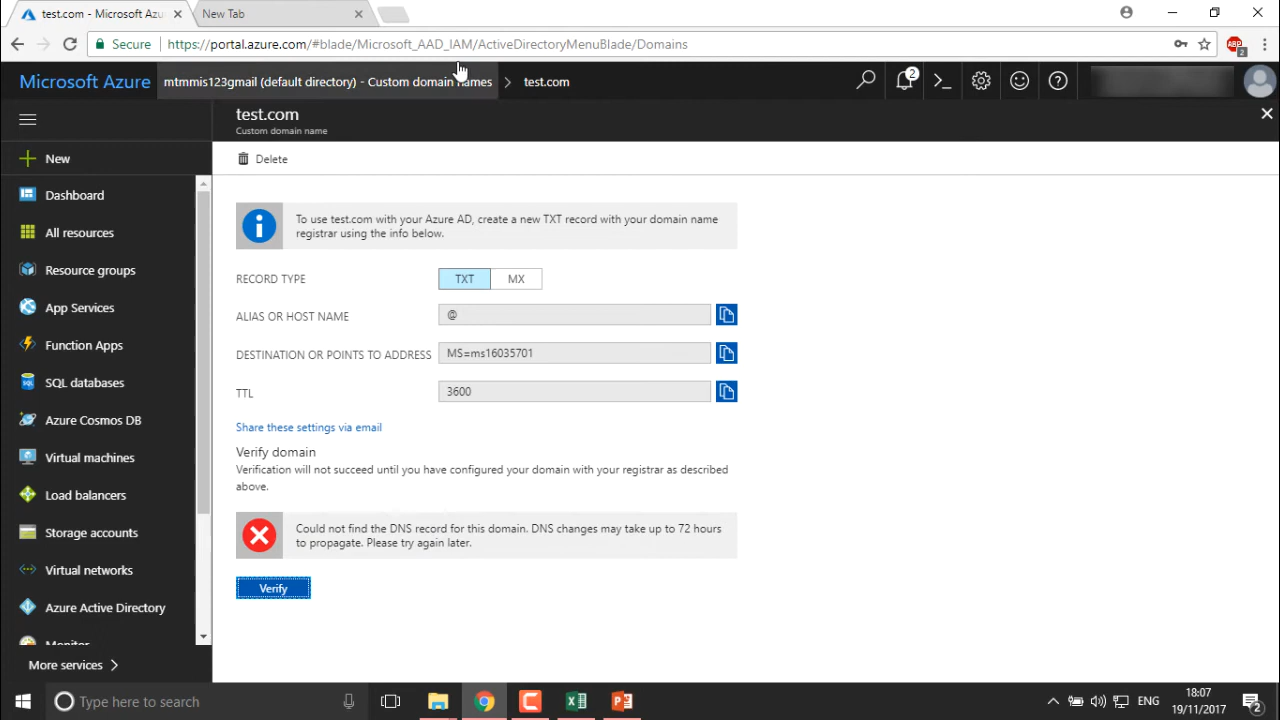 test.com - Microsoft Azu
New Tab
Secure
https://portal.azure.com/#blade/Microsoft_AAD_IAM/ActiveDirectoryMenuBlade/Domains
ABP
2
Microsoft Azure
mtmmis123gmail (default directory) - Custom domain names
test.com
2
test.com
Custom domain name
New
Delete
Dashboard
All resources
Resource groups
App Services
Function Apps
SQL databases
Azure Cosmos DB
Virtual machines
Load balancers
Storage accounts
Virtual networks
Azure Active Directory
Monitor
More services
To use test.com with your Azure AD, create a new TXT record with your domain name
registrar using the info below.
RECORD TYPE
TXT
MX
ALIAS OR HOST NAME
@
DESTINATION OR POINTS TO ADDRESS
MS=ms16035701
TTL
3600
Share these settings via email
Verify domain
Verification will not succeed until you have configured your domain with your registrar as described
above.
Could not find the DNS record for this domain. DNS changes may take up to 72 hours
to propagate. Please try again later.
Verify
Type here to search
ENG
18:07
19/11/2017
2